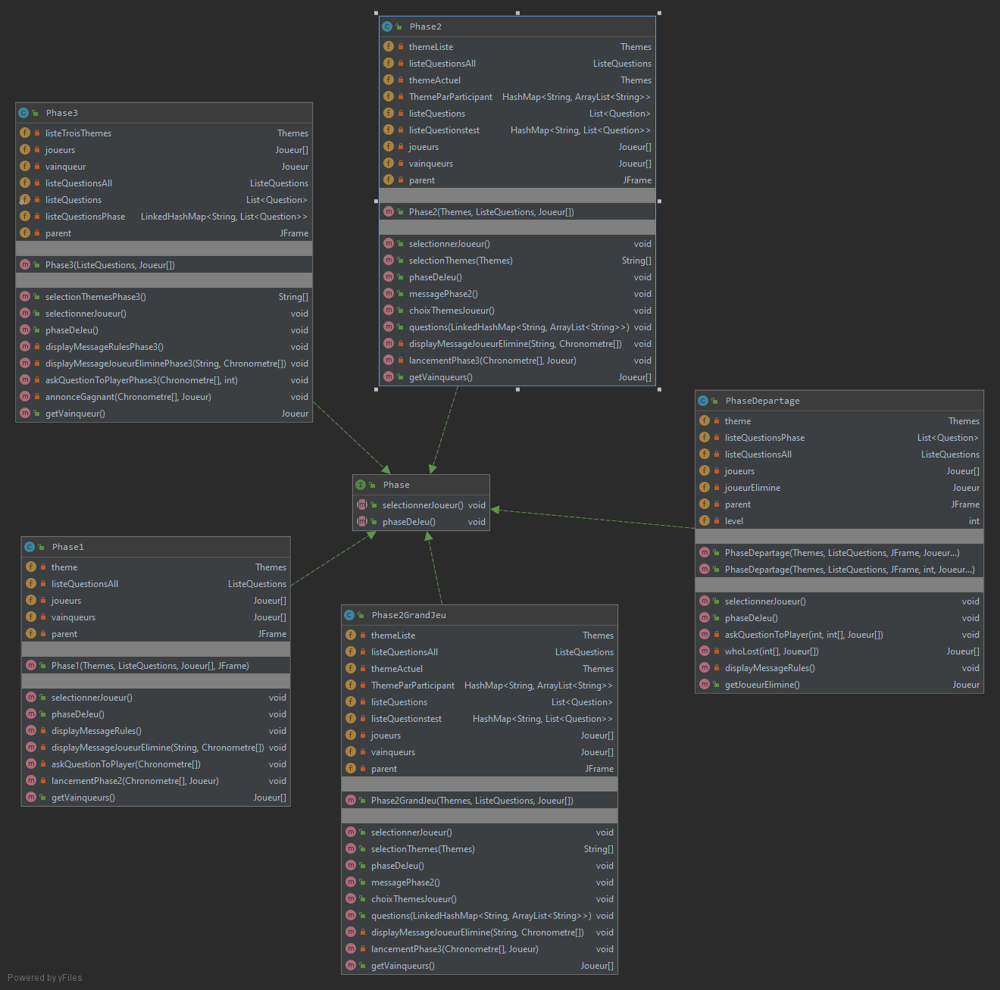 Phase2
themeListe Themes
listeQuestionsAll ListeQuestions
themeActuel Themes
ThemeParParticipant HashMap<String, ArrayList<String>>
listeQuestions List<Question>
listeQuestionstest HashMap<String, List<Question>>
joueurs Joueur[]
vainqueurs Joueur[]
parent JFrame
Phase2(Themes, ListeQuestions, Joueur[])
selectionnerJoueur() void
selectionThemes(Themes) String[]
phaseDeJeu() void
messagePhase2() void
choixThemesJoueur() void
questions(LinkedHashMap<String, ArrayList<String>>) void
displayMessageJoueurElimine(String, Chronometre[]) void
lancementPhase3(Chronometre[], Joueur) void
getVainqueurs() Joueur[]
Phase3
listeTroisThemes Themes
joueurs Joueur[]
vainqueur Joueur
listeQuestionsAll ListeQuestions
listeQuestions List<Question>
listeQuestionsPhase LinkedHashMap<String, List<Question>>
parent JFrame
Phase3(ListeQuestions, Joueur[])
selectionThemesPhase3() String[]
selectionnerJoueur() void
phaseDeJeu() void
displayMessageRulesPhase3() void
displayMessageJoueurEliminePhase3(String, Chronometre[]) void
askQuestionToPlayerPhase3(Chronometre[], int) void
annonceGagnant(Chronometre[], Joueur) void
getVainqueur() Joueur
PhaseDepartage
theme Themes
listeQuestionsPhase List<Question>
listeQuestionsAll ListeQuestions
joueurs Joueur[]
joueurElimine Joueur
parent JFrame
level int
PhaseDepartage(Themes, ListeQuestions, JFrame, Joueur...)
PhaseDepartage(Themes, ListeQuestions, JFrame, int, Joueur...)
selectionnerJoueur() void
phaseDeJeu() void
askQuestionToPlayer(int, int[], Joueur[]) void
whoLost(int[], Joueur[]) Joueur[]
displayMessageRules() void
getJoueurElimine() Joueur
Phase
selectionnerJoueur() void
phaseDeJeu() void
Phase1
theme Themes
listeQuestionsAll ListeQuestions
joueurs Joueur[]
vainqueurs Joueur[]
parent JFrame
Phase1(Themes, ListeQuestions, Joueur[], JFrame)
selectionnerJoueur() void
phaseDeJeu() void
displayMessageRules() void
displayMessageJoueurElimine(String, Chronometre[]) void
askQuestionToPlayer(Chronometre[]) void
lancementPhase2(Chronometre[], Joueur) void
getVainqueurs() Joueur[]
Phase2GrandJeu
themeListe Themes
listeQuestionsAll ListeQuestions
themeActuel Themes
ThemeParParticipant HashMap<String, ArrayList<String>>
listeQuestions List<Question>
listeQuestionstest HashMap<String, List<Question>>
joueurs Joueur[]
vainqueurs Joueur[]
parent JFrame
Phase2GrandJeu(Themes, ListeQuestions, Joueur[])
selectionnerJoueur() void
selectionThemes(Themes) String[]
phaseDeJeu() void
messagePhase2() void
choixThemesJoueur() void
questions(LinkedHashMap<String, ArrayList<String>>) void
displayMessageJoueurElimine(String, Chronometre[]) void
lancementPhase3(Chronometre[], Joueur) void
getVainqueurs() Joueur[]
Powered by yFiles